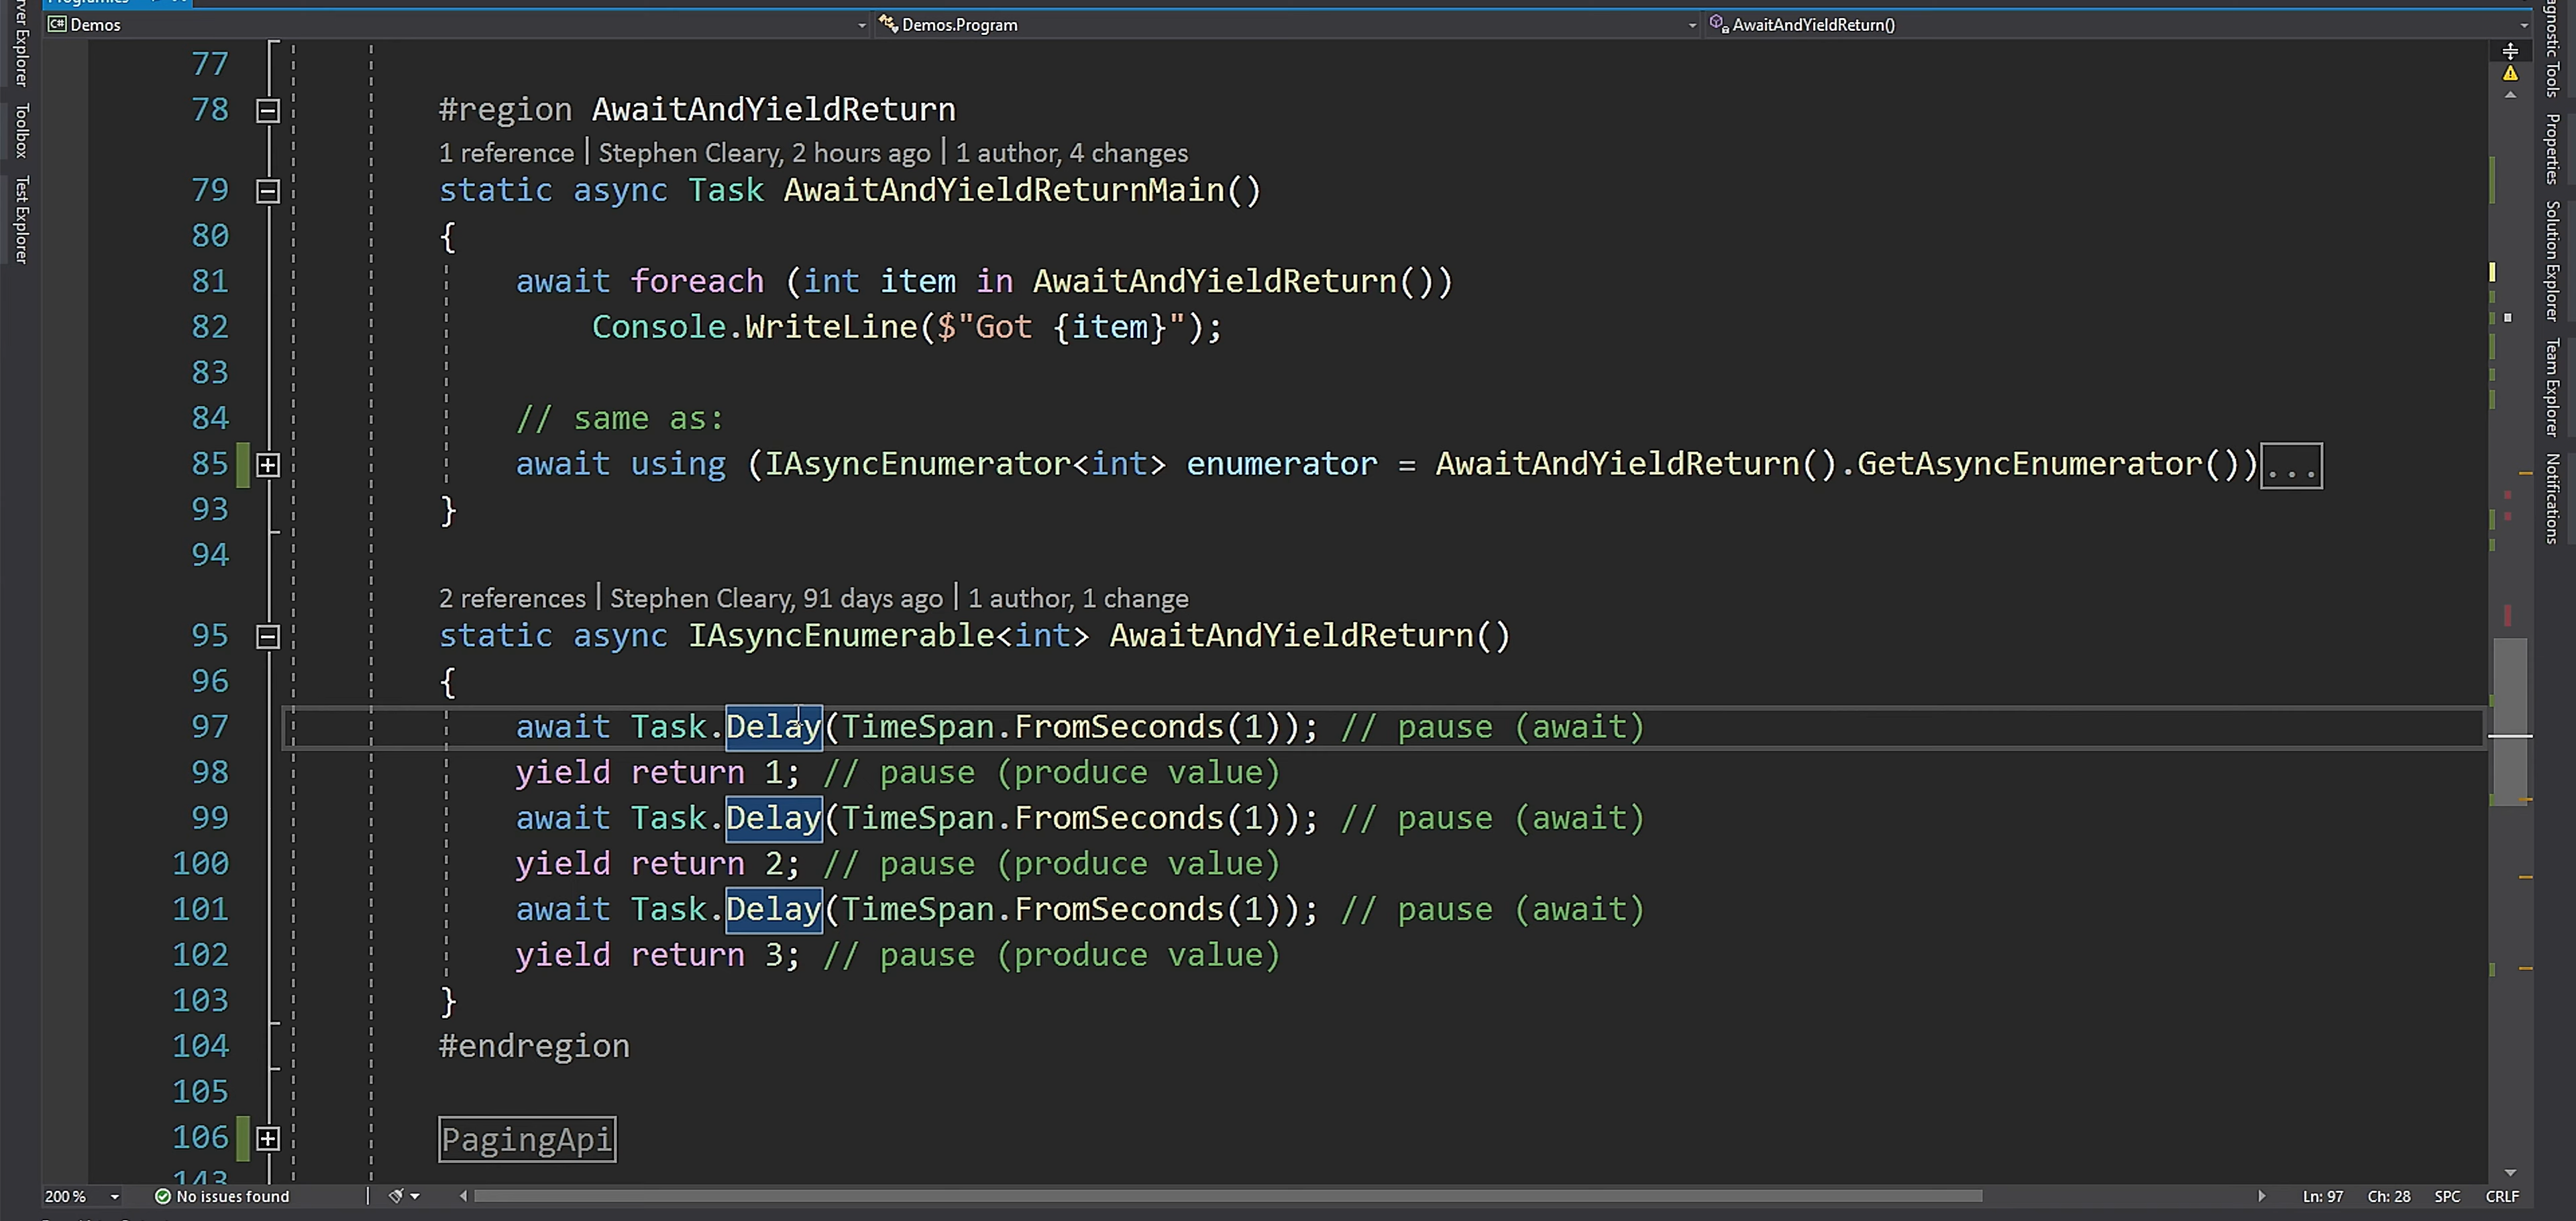 Demos
Demos.Program
AwaitAndYieldReturn()
77
78 #region AwaitAndYieldReturn
1 reference | Stephen Cleary, 2 hours ago | 1 author, 4 changes
79 static async Task AwaitAndYieldReturnMain()
80 {
81 await foreach (int item in AwaitAndYieldReturn())
82 Console.WriteLine($"Got {item}");
83
84 // same as:
85 await using (IAsyncEnumerator<int> enumerator = AwaitAndYieldReturn().GetAsyncEnumerator())...
93 }
94
2 references | Stephen Cleary, 91 days ago | 1 author, 1 change
95 static async IAsyncEnumerable<int> AwaitAndYieldReturn()
96 {
97 await Task.Delay(TimeSpan.FromSeconds(1)); // pause (await)
98 yield return 1; // pause (produce value)
99 await Task.Delay(TimeSpan.FromSeconds(1)); // pause (await)
100 yield return 2; // pause (produce value)
101 await Task.Delay(TimeSpan.FromSeconds(1)); // pause (await)
102 yield return 3; // pause (produce value)
103 }
104 #endregion
105
106 PagingApi
143
200 %
No issues found
Ln: 97 Ch: 28 SPC CRLF
Explorer
Toolbox
Test Explorer
Tools
Properties
Solution Explorer
Team Explorer
Notifications